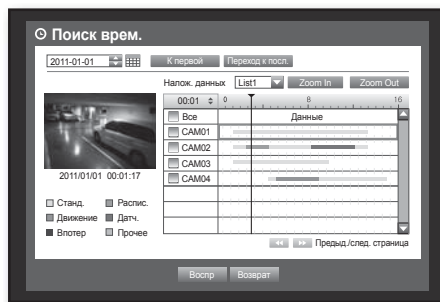 Поиск врем.
2011-01-01 К первой Переход к посл.
Налож. данных List1 Zoom In Zoom Out
00:01 0 8 16
Все Данные
CAM01
CAM02
CAM03
CAM04
2011/01/01 00:01:17
Станд. Распис.
Движение Датч.
Впотер Прочее
Предыд./след. страница
Воспр Возврат